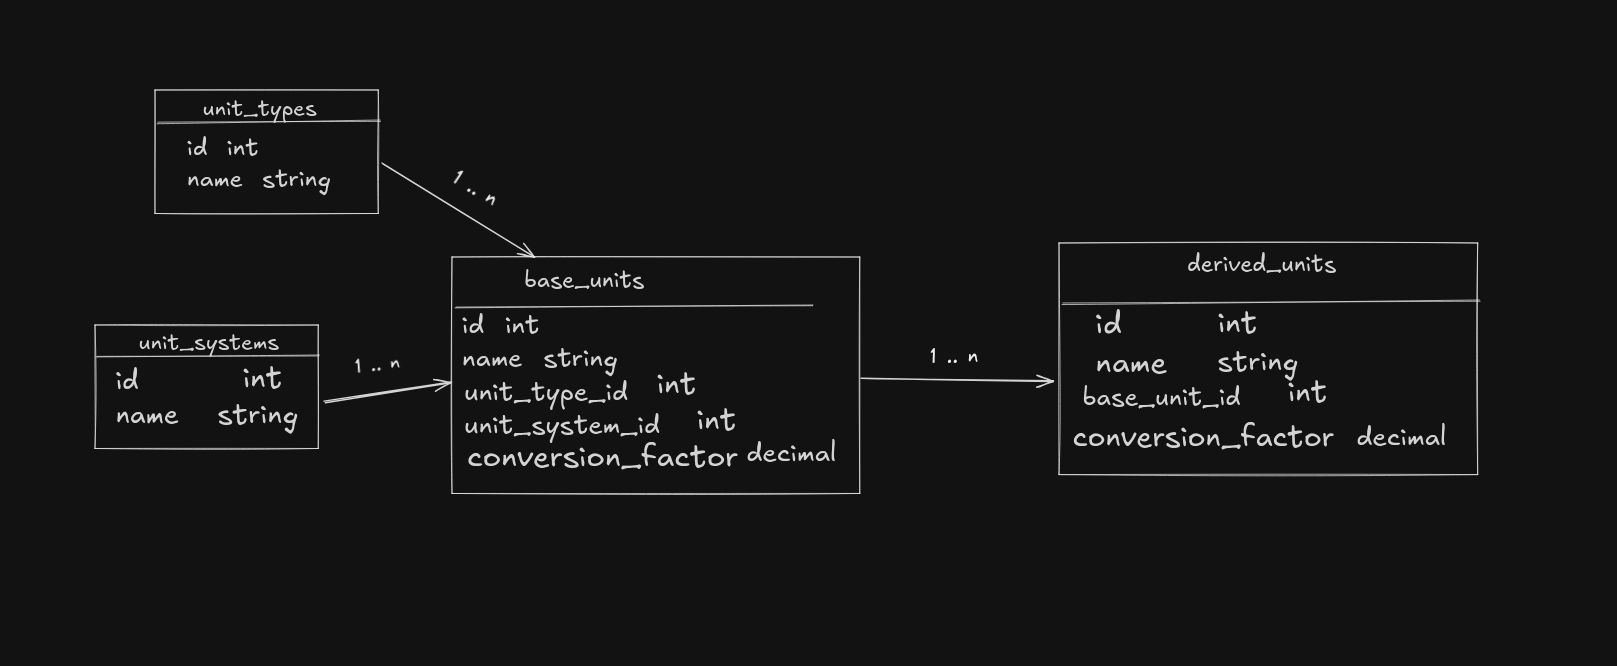 unit_types
id int
name string
1 .. n
unit_systems
id int
name string
1 .. n
base_units
id int
name string
unit_type_id int
unit_system_id int
conversion_factor decimal
1 .. n
derived_units
id int
name string
base_unit_id int
conversion_factor decimal